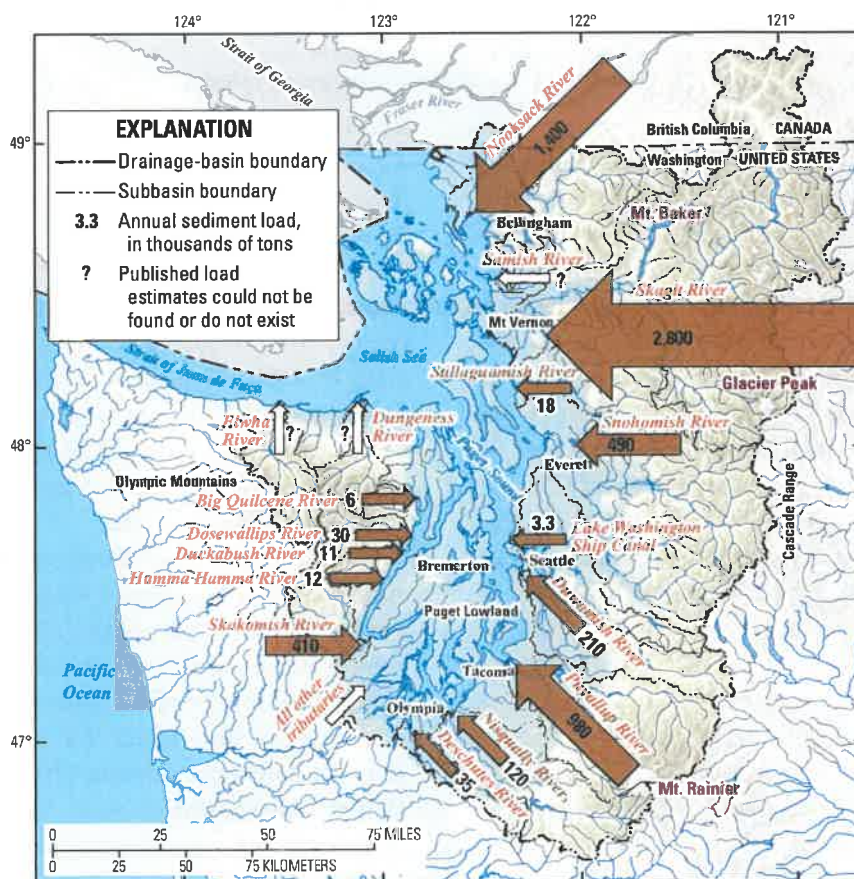 124°
123°
122°
121°
Strait of
Georgia
Fraser River
Nooksack River
1,400
49°
British Columbia
CANADA
Washington
UNITED STATES
EXPLANATION
Drainage-basin boundary
Subbasin boundary
3.3
Annual sediment load,
in thousands of tons
?
Published load
estimates could not be
found or do not exist
Bellingham
Mt. Baker
Samish River
?
Skagit River
Mt Vernon
2,800
Salish Sea
Strait of Juan de Fuca
Stillaguamish River
18
Glacier Peak
Elwha
River
?
?
Dungeness
River
Snohomish River
490
48°
Everett
Puget Sound
Olympic Mountains
Big Quilcene River
6
Cascade Range
Dosewallips River
30
3.3
Lake Washington
Ship Canal
Duckabush River
11
Seattle
Bremerton
Hamma Hamma River
12
Duwamish River
210
Puget Lowland
Skokomish River
410
Pacific
Ocean
Tacoma
Puyallup River
980
All other
tributaries
Olympia
Nisqually River
120
Deschutes River
35
47°
Mt. Rainier
0
25
50
75 MILES
0
25
50
75 KILOMETERS